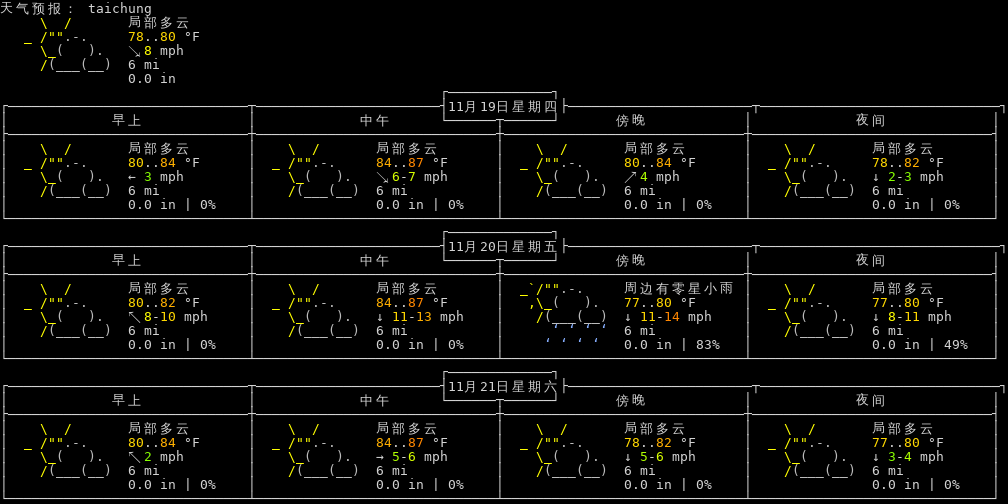 天气预报： taichung
局部多云
78..80 °F
↘ 8 mph
6 mi
0.0 in
11月19日星期四
早上 中午 傍晚 夜间
局部多云 局部多云 局部多云 局部多云
80..84 °F 84..87 °F 80..84 °F 78..82 °F
← 3 mph ↘ 6-7 mph ↗ 4 mph ↓ 2-3 mph
6 mi 6 mi 6 mi 6 mi
0.0 in | 0% 0.0 in | 0% 0.0 in | 0% 0.0 in | 0%
11月20日星期五
早上 中午 傍晚 夜间
局部多云 局部多云 周边有零星小雨 局部多云
80..82 °F 84..87 °F 77..80 °F 77..80 °F
↖ 8-10 mph ↓ 11-13 mph ↓ 11-14 mph ↓ 8-11 mph
6 mi 6 mi 6 mi 6 mi
0.0 in | 0% 0.0 in | 0% 0.0 in | 83% 0.0 in | 49%
11月21日星期六
早上 中午 傍晚 夜间
局部多云 局部多云 局部多云 局部多云
80..84 °F 84..87 °F 78..82 °F 77..80 °F
↖ 2 mph → 5-6 mph ↓ 5-6 mph ↓ 3-4 mph
6 mi 6 mi 6 mi 6 mi
0.0 in | 0% 0.0 in | 0% 0.0 in | 0% 0.0 in | 0%